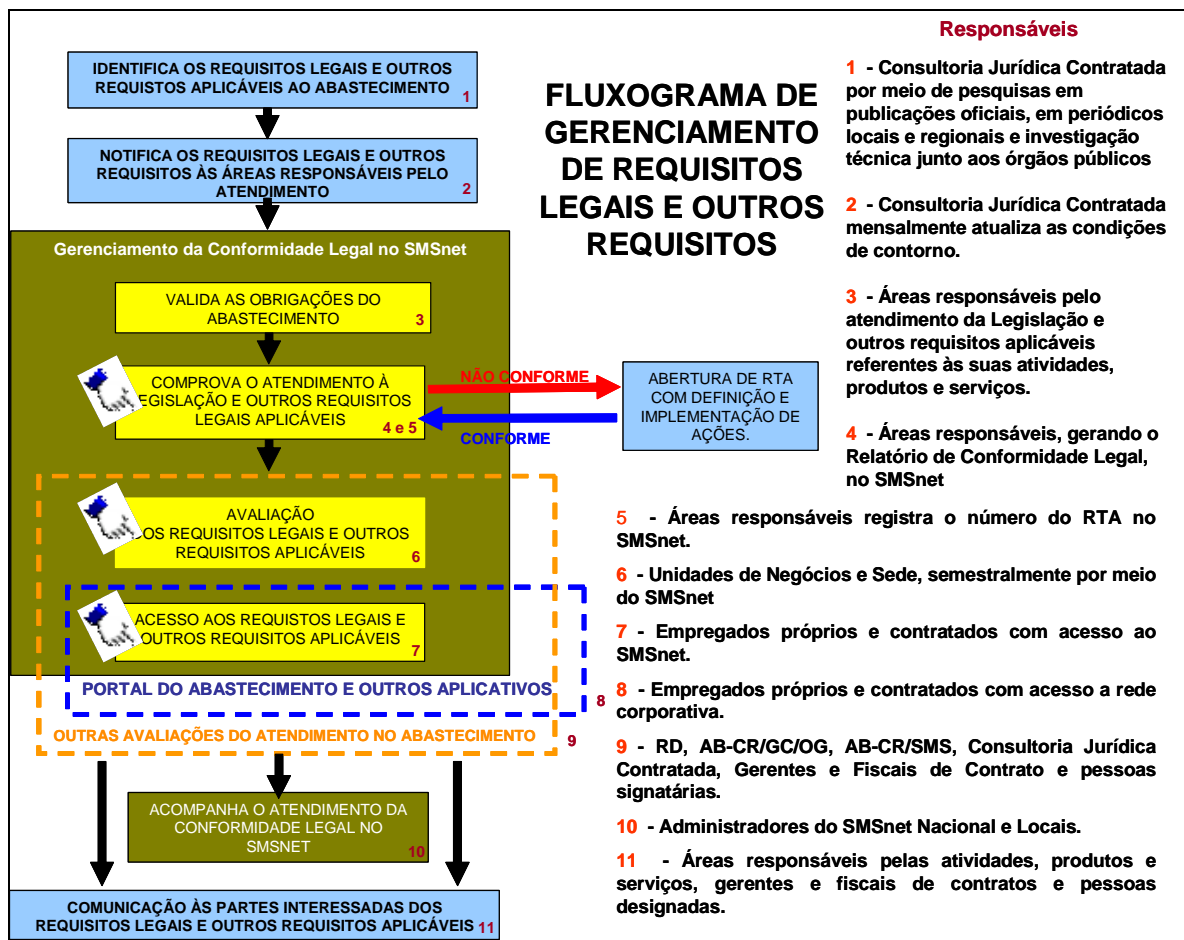 IDENTIFICA OS REQUISITOS LEGAIS E OUTROS
REQUISTOS APLICÁVEIS AO ABASTECIMENTO 1
NOTIFICA OS REQUISITOS LEGAIS E OUTROS
REQUISITOS ÀS ÁREAS RESPONSÁVEIS PELO
ATENDIMENTO 2
Gerenciamento da Conformidade Legal no SMSnet
VALIDA AS OBRIGAÇÕES DO
ABASTECIMENTO 3
COMPROVA O ATENDIMENTO À
LEGISLAÇÃO E OUTROS REQUISITOS
LEGAIS APLICÁVEIS 4 e 5
NÃO CONFORME
CONFORME
ABERTURA DE RTA
COM DEFINIÇÃO E
IMPLEMENTAÇÃO DE
AÇÕES.
AVALIAÇÃO
DOS REQUISITOS LEGAIS E OUTROS
REQUISITOS APLICÁVEIS 6
ACESSO AOS REQUISTOS LEGAIS E
OUTROS REQUISITOS APLICÁVEIS 7
PORTAL DO ABASTECIMENTO E OUTROS APLICATIVOS 8
OUTRAS AVALIAÇÕES DO ATENDIMENTO NO ABASTECIMENTO 9
ACOMPANHA O ATENDIMENTO DA
CONFORMIDADE LEGAL NO
SMSNET 10
COMUNICAÇÃO ÀS PARTES INTERESSADAS DOS
REQUISITOS LEGAIS E OUTROS REQUISITOS APLICÁVEIS 11
FLUXOGRAMA DE
GERENCIAMENTO
DE REQUISITOS
LEGAIS E OUTROS
REQUISITOS
Responsáveis
1 - Consultoria Jurídica Contratada
por meio de pesquisas em
publicações oficiais, em periódicos
locais e regionais e investigação
técnica junto aos órgãos públicos
2 - Consultoria Jurídica Contratada
mensalmente atualiza as condições
de contorno.
3 - Áreas responsáveis pelo
atendimento da Legislação e
outros requisitos aplicáveis
referentes às suas atividades,
produtos e serviços.
4 - Áreas responsáveis, gerando o
Relatório de Conformidade Legal,
no SMSnet
5 - Áreas responsáveis registra o número do RTA no
SMSnet.
6 - Unidades de Negócios e Sede, semestralmente por meio
do SMSnet
7 - Empregados próprios e contratados com acesso ao
SMSnet.
8 - Empregados próprios e contratados com acesso a rede
corporativa.
9 - RD, AB-CR/GC/OG, AB-CR/SMS, Consultoria Jurídica
Contratada, Gerentes e Fiscais de Contrato e pessoas
signatárias.
10 - Administradores do SMSnet Nacional e Locais.
11 - Áreas responsáveis pelas atividades, produtos e
serviços, gerentes e fiscais de contratos e pessoas
designadas.